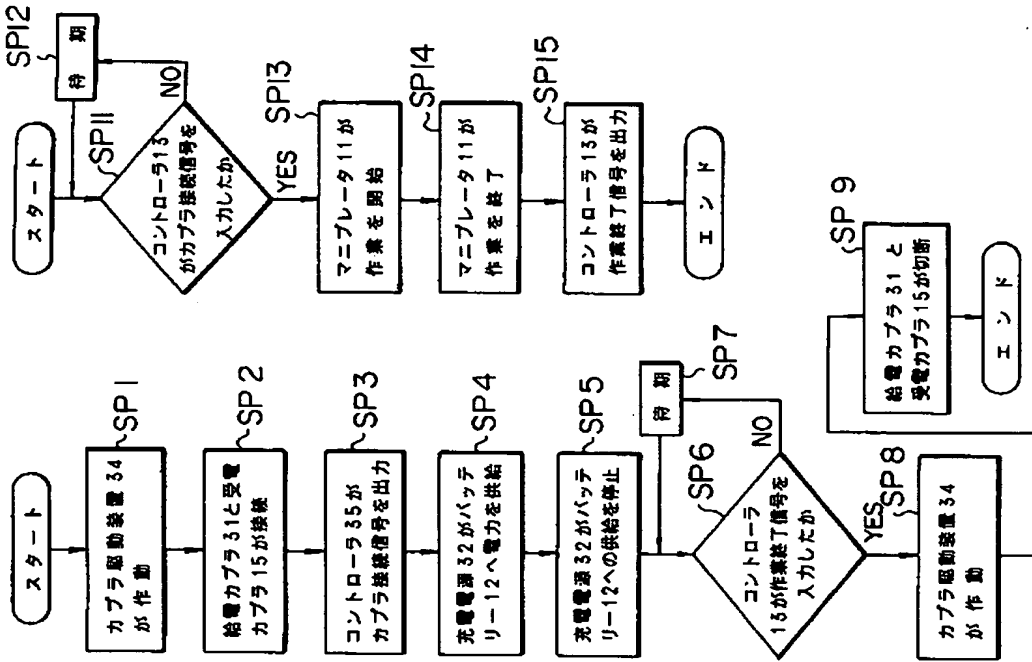 スタート
カプラ駆動装置34
が作動
SP1
給電カプラ31と受電
カプラ15が接続
SP2
コントローラ35が
カプラ接続信号を出力
SP3
充電電源32がバッテ
リー12へ電力を供給
SP4
充電電源32がバッテ
リー12への供給を停止
SP5
コントローラ
13が作業終了信号を
入力したか
SP6
待期
SP7
NO
YES
カプラ駆動装置34
が作動
SP8
給電カプラ31と
受電カプラ15が切断
SP9
エンド
スタート
コントローラ13
がカプラ接続信号を
入力したか
SP11
待期
SP12
NO
YES
マニプレータ11が
作業を開始
SP13
マニプレータ11が
作業を終了
SP14
コントローラ13が
作業終了信号を出力
SP15
エンド